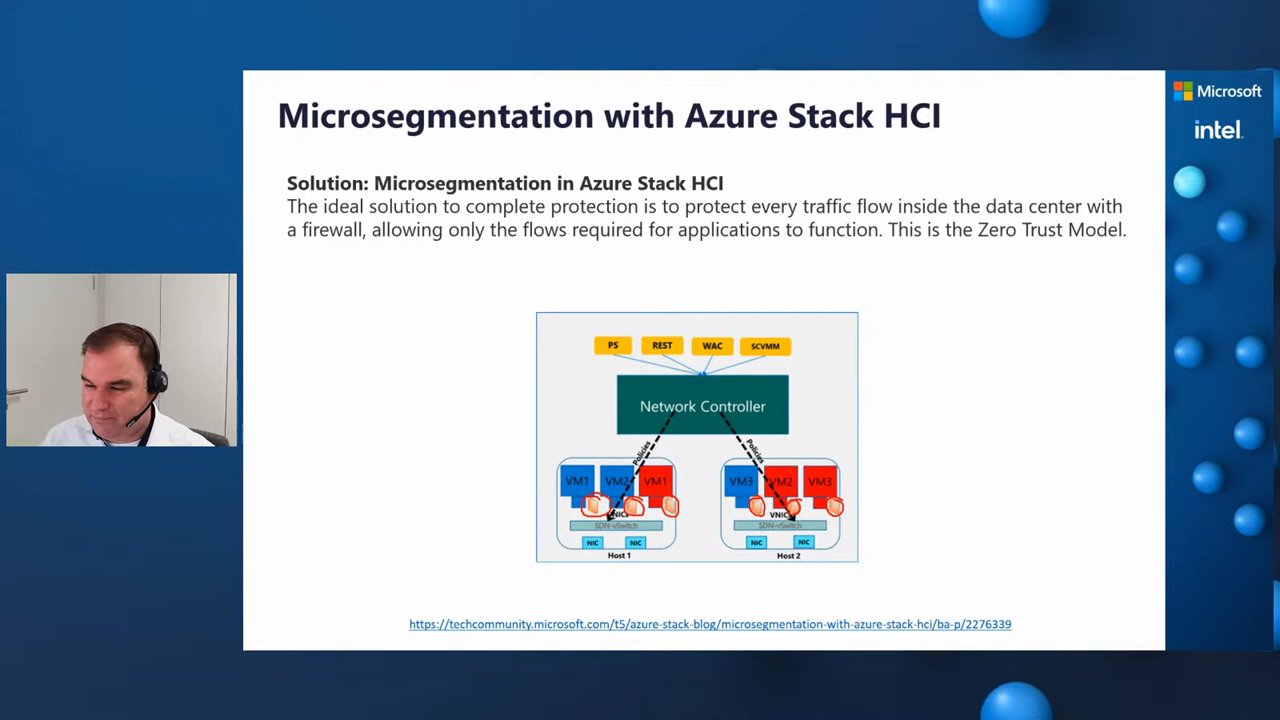 Microsegmentation with Azure Stack HCI
Microsoft
intel.
Solution: Microsegmentation in Azure Stack HCI
The ideal solution to complete protection is to protect every traffic flow inside the data center with
a firewall, allowing only the flows required for applications to function. This is the Zero Trust Model.
PS REST WAC SCVMM
Network Controller
Policies Policies
VM1 VM2 VM1 VM3 VM2 VM3
VNICs VNICs
SDN-vSwitch SDN-vSwitch
NIC NIC NIC NIC
Host 1 Host 2
https://techcommunity.microsoft.com/t5/azure-stack-blog/microsegmentation-with-azure-stack-hci/ba-p/2276339